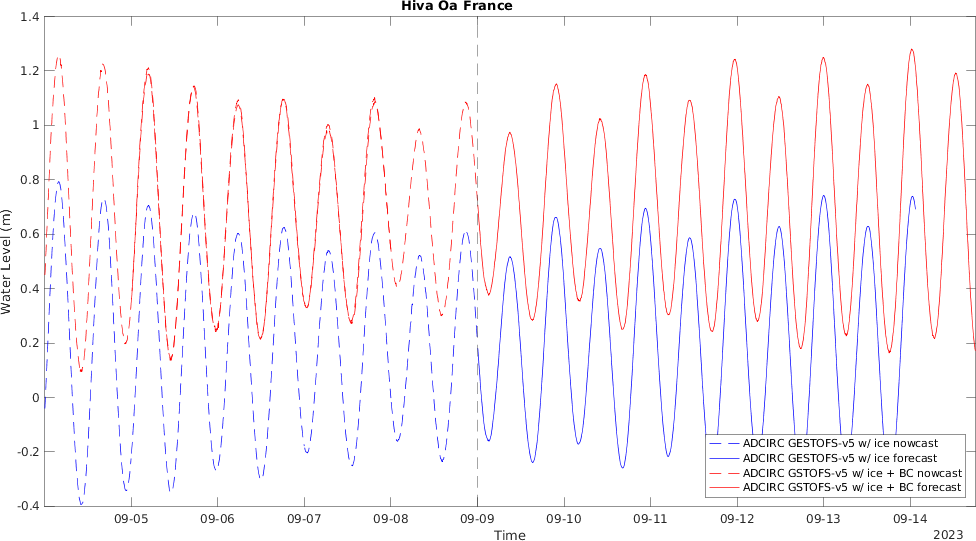 Hiva Oa France
1.4
1.2
1
0.8
0.6
0.4
0.2
0
-0.2
-0.4
Water Level (m)
ADCIRC GESTOFS-v5 w/ ice nowcast
ADCIRC GESTOFS-v5 w/ ice forecast
ADCIRC GSTOFS-v5 w/ ice + BC nowcast
ADCIRC GSTOFS-v5 w/ ice + BC forecast
09-05 09-06 09-07 09-08 09-09 09-10 09-11 09-12 09-13 09-14
Time
2023